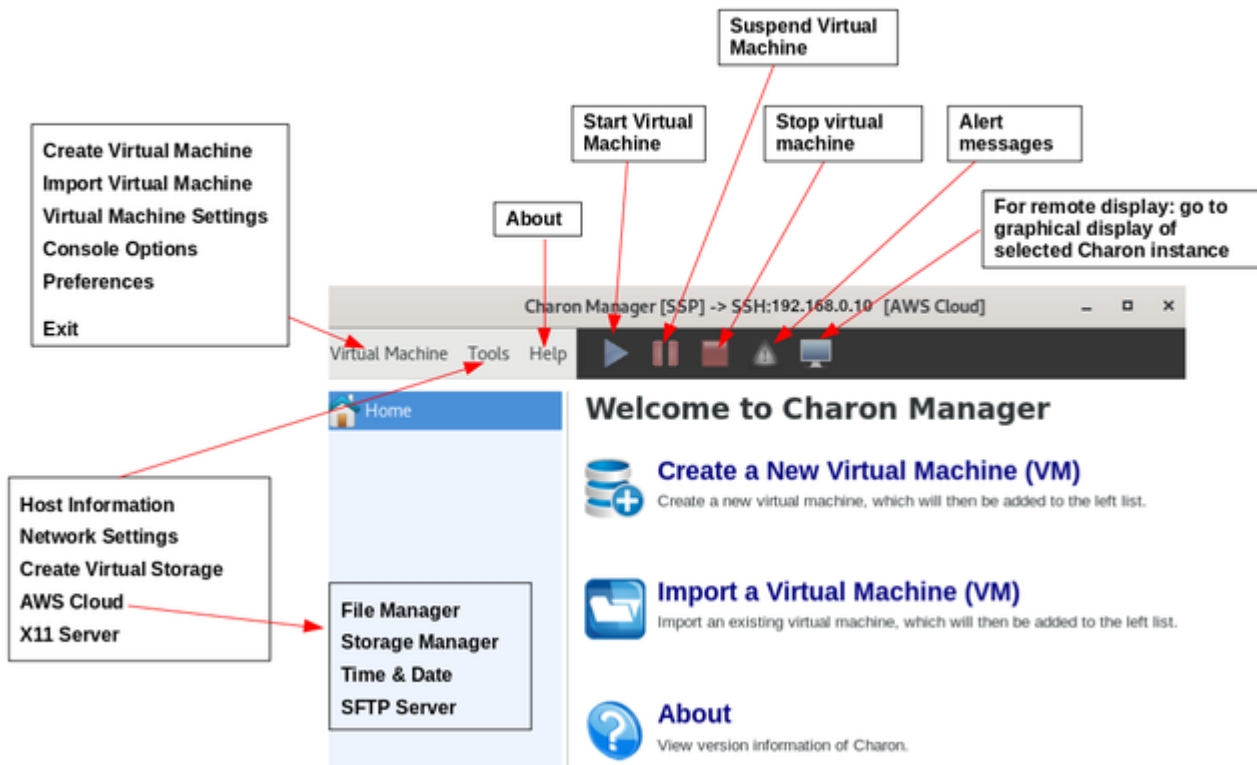 Suspend Virtual
Machine
Start Virtual
Machine
Stop virtual
machine
Alert
messages
Create Virtual Machine
Import Virtual Machine
Virtual Machine Settings
Console Options
Preferences
Exit
About
For remote display: go to
graphical display of
selected Charon instance
Charon Manager [SSP] -> SSH:192.168.0.10 [AWS Cloud]
Virtual Machine Tools Help
Home
Welcome to Charon Manager
Create a New Virtual Machine (VM)
Create a new virtual machine, which will then be added to the left list.
Host Information
Network Settings
Create Virtual Storage
AWS Cloud
X11 Server
File Manager
Storage Manager
Time & Date
SFTP Server
Import a Virtual Machine (VM)
Import an existing virtual machine, which will then be added to the left list.
About
View version information of Charon.